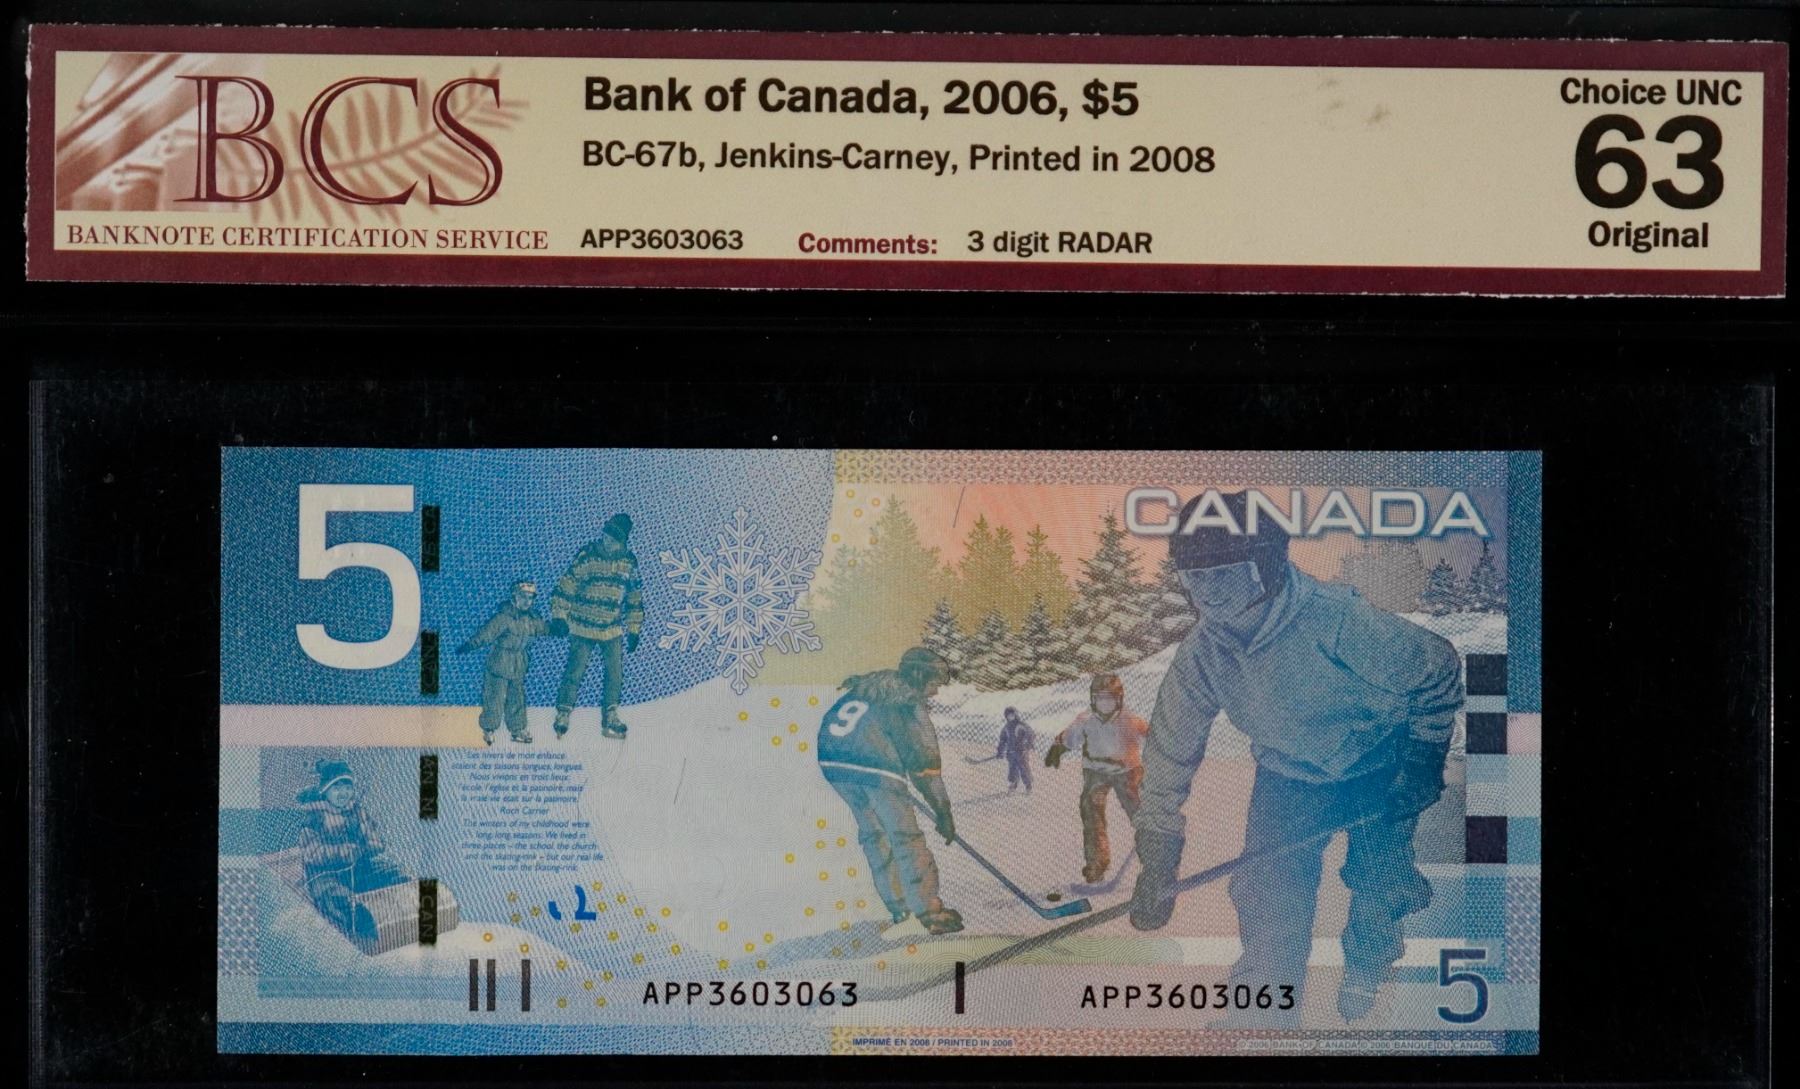 BCS
BANKNOTE CERTIFICATION SERVICE
Bank of Canada, 2006, $5
BC-67b, Jenkins-Carney, Printed in 2008
APP3603063 Comments: 3 digit RADAR
Choice UNC
63
Original
5
CANADA
9
Les hivers de mon enfance
étaient des saisons longues, longues.
Nous vivions en trois lieux:
l'école, l'église et la patinoire; mais
la vraie vie était sur la patinoire.
Roch Carrier
The winters of my childhood were
long, long seasons. We lived in
three places – the school, the church
and the skating-rink – but our real life
was on the skating-rink.
APP3603063
APP3603063
5
IMPRIMÉ EN 2008 / PRINTED IN 2008
© 2006 BANK OF CANADA © 2006 BANQUE DU CANADA